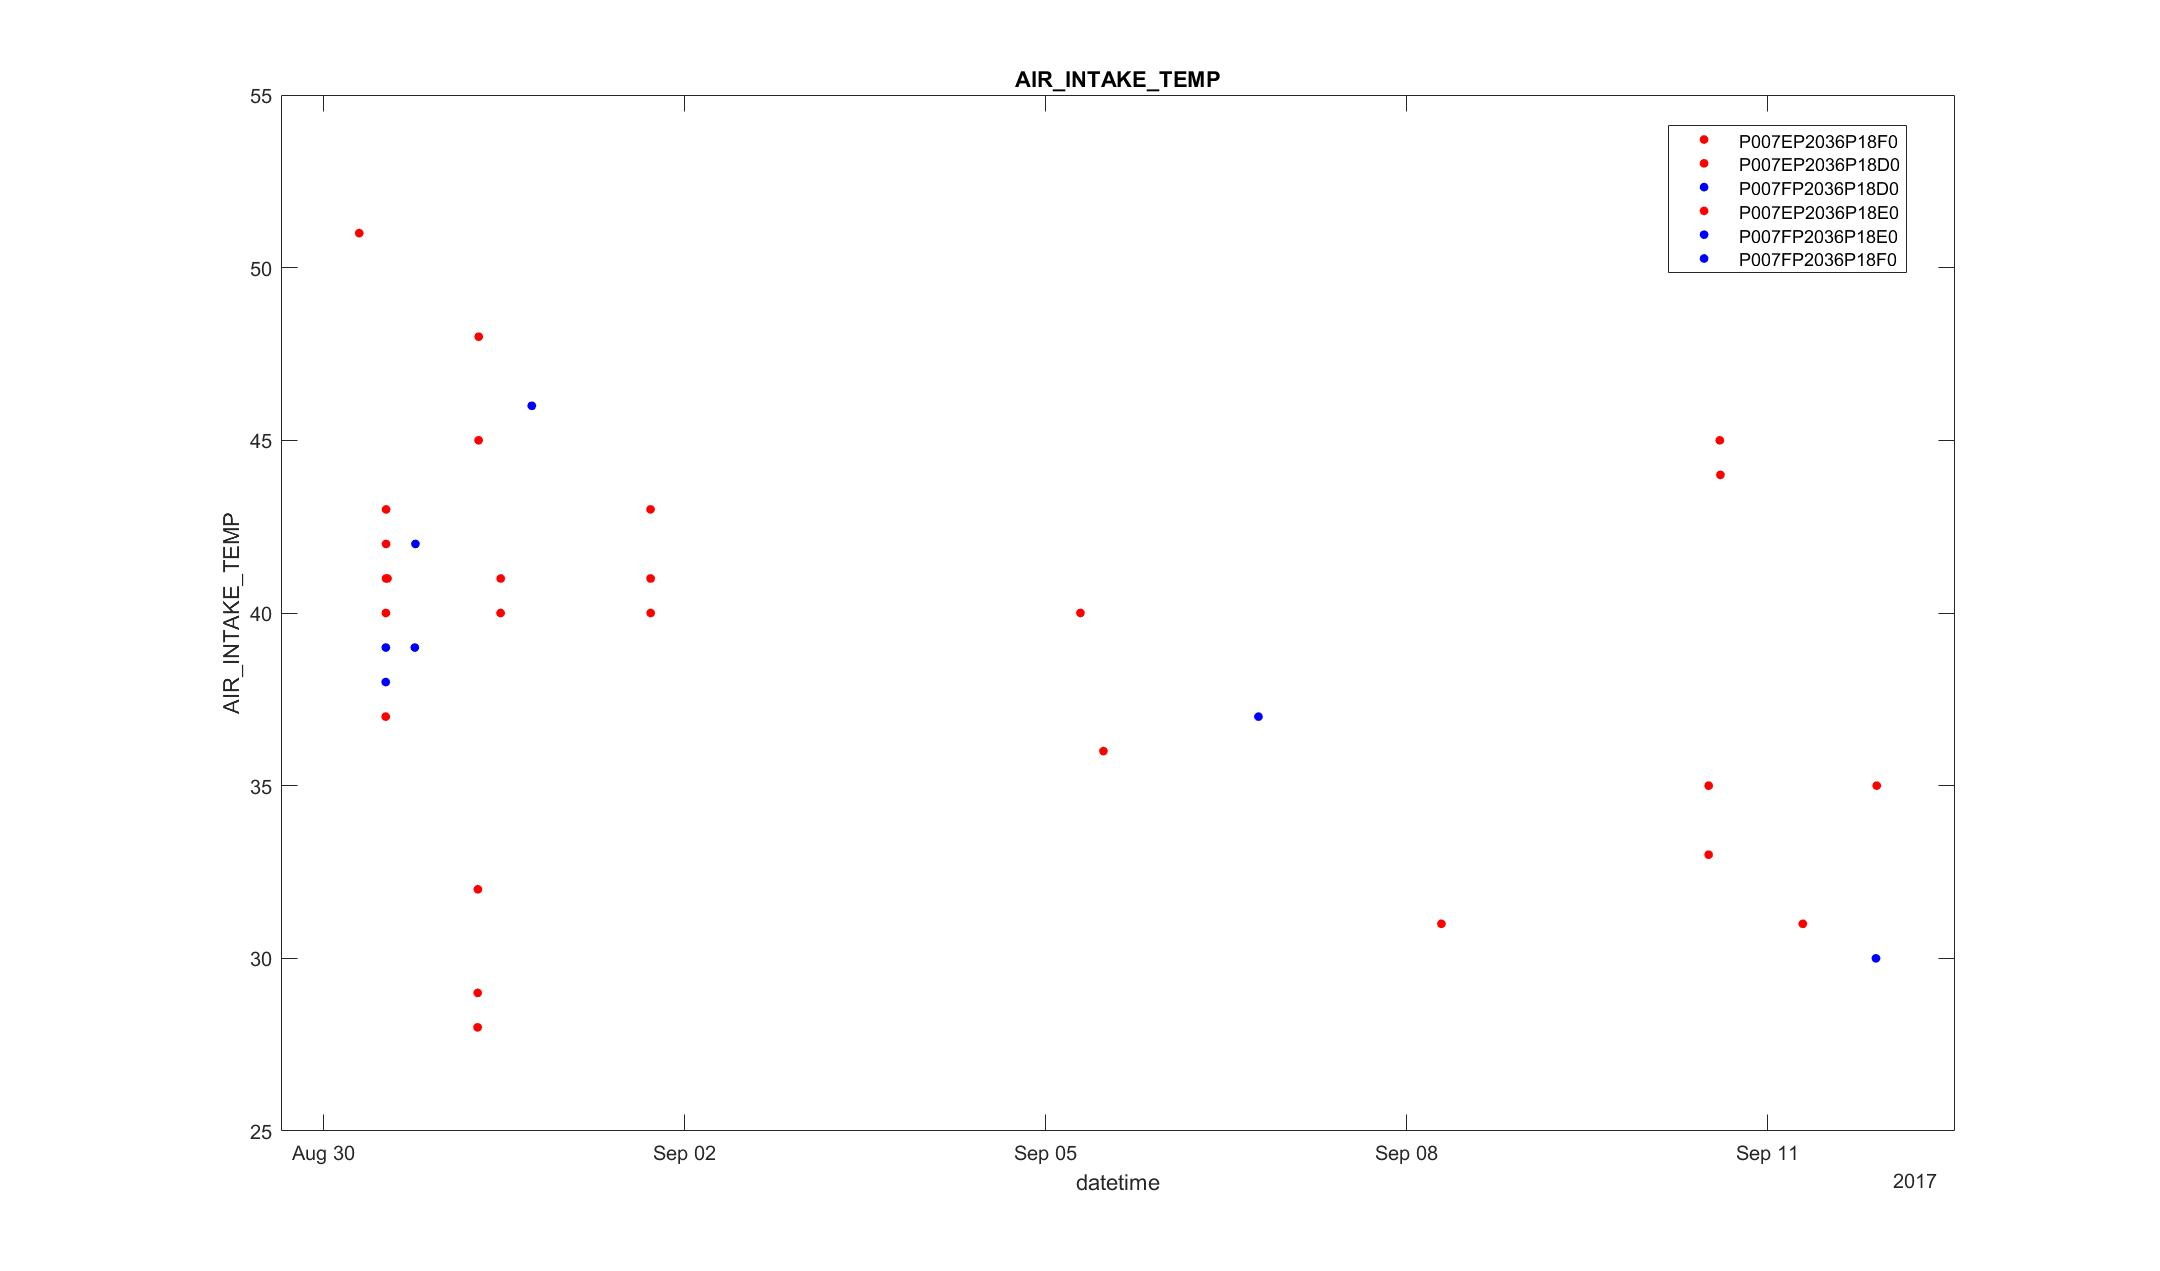 AIR_INTAKE_TEMP
55
50
45
40
35
30
25
AIR_INTAKE_TEMP
P007EP2036P18F0
P007EP2036P18D0
P007FP2036P18D0
P007EP2036P18E0
P007FP2036P18E0
P007FP2036P18F0
Aug 30
Sep 02
Sep 05
Sep 08
Sep 11
datetime
2017